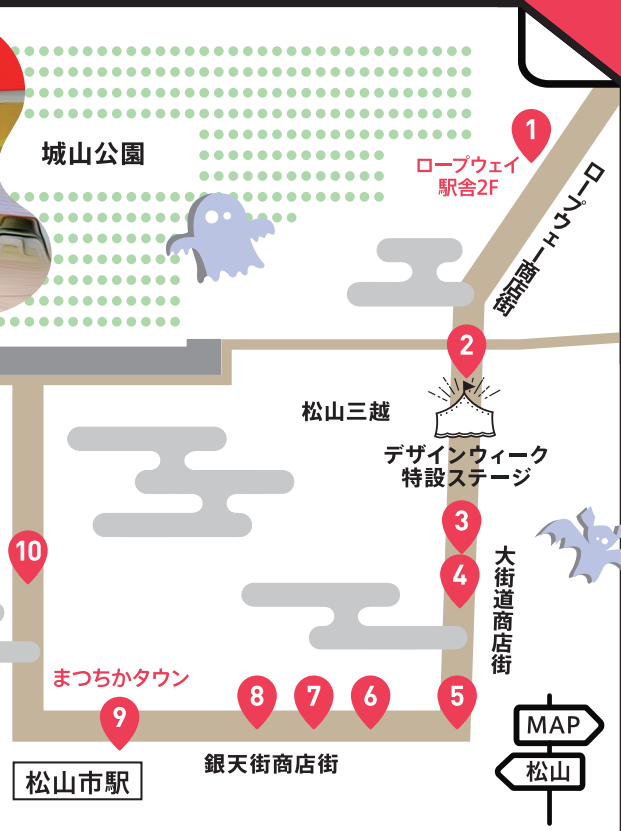 城山公園
1
ロープウェイ
駅舎2F
ロープウェー商店街
2
松山三越
デザインウィーク
特設ステージ
3
4
大街道商店街
10
まつちかタウン
9
8
7
6
5
銀天街商店街
松山市駅
MAP
松山